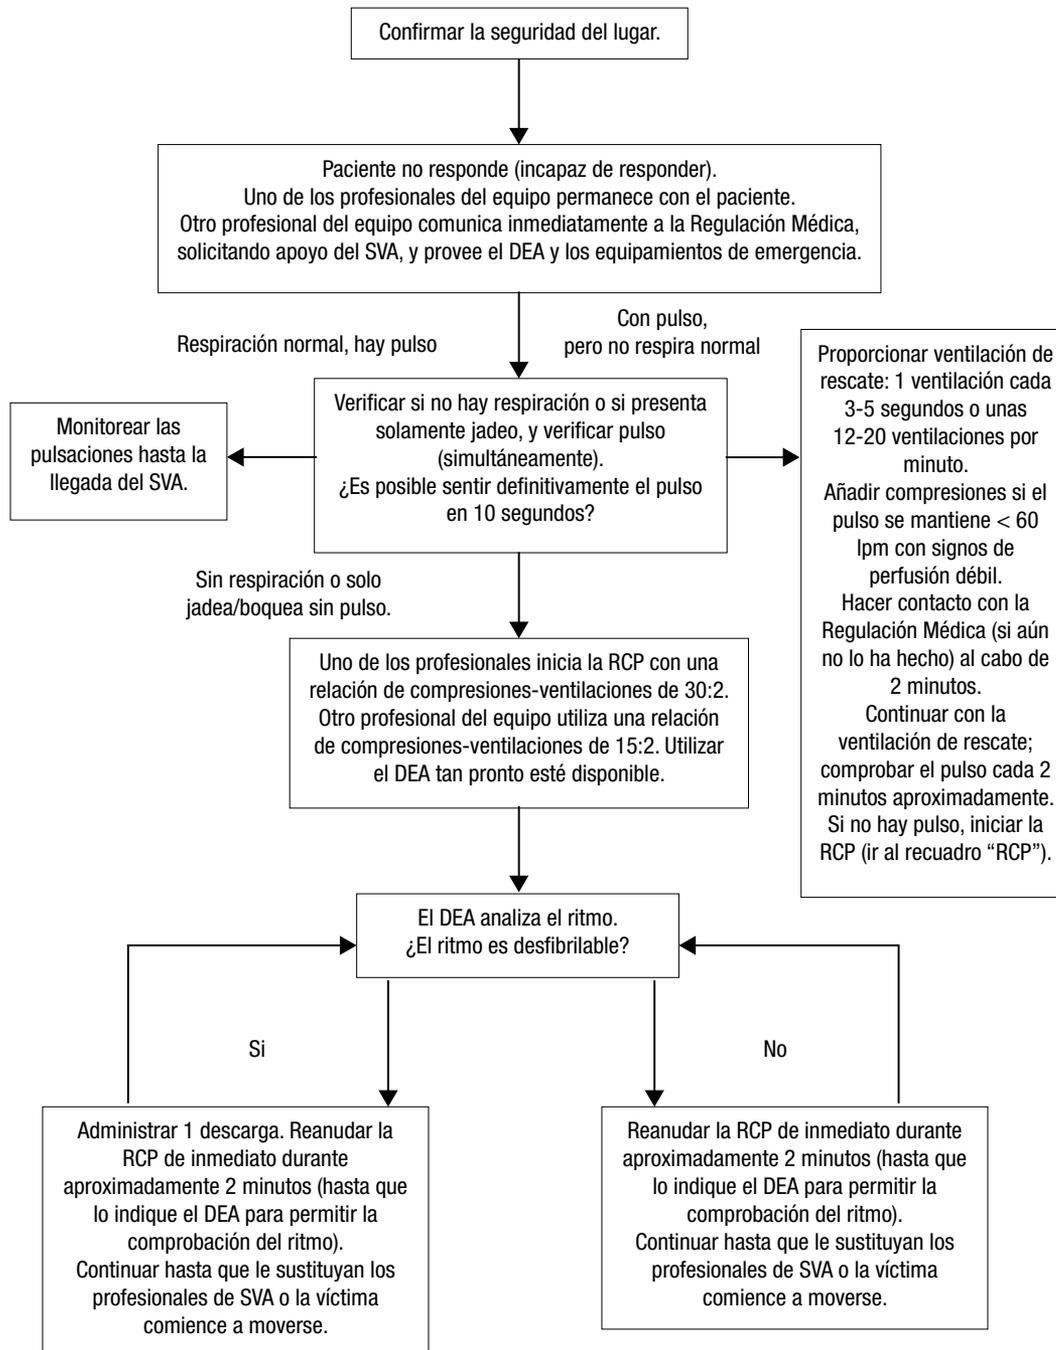 Confirmar la seguridad del lugar.
Paciente no responde (incapaz de responder).
Uno de los profesionales del equipo permanece con el paciente.
Otro profesional del equipo comunica inmediatamente a la Regulación Médica,
solicitando apoyo del SVA, y provee el DEA y los equipamientos de emergencia.
Respiración normal, hay pulso
Con pulso,
pero no respira normal
Monitorear las
pulsaciones hasta la
llegada del SVA.
Verificar si no hay respiración o si presenta
solamente jadeo, y verificar pulso
(simultáneamente).
¿Es posible sentir definitivamente el pulso
en 10 segundos?
Proporcionar ventilación de
rescate: 1 ventilación cada
3-5 segundos o unas
12-20 ventilaciones por
minuto.
Añadir compresiones si el
pulso se mantiene < 60
lpm con signos de
perfusión débil.
Hacer contacto con la
Regulación Médica (si aún
no lo ha hecho) al cabo de
2 minutos.
Continuar con la
ventilación de rescate;
comprobar el pulso cada 2
minutos aproximadamente.
Si no hay pulso, iniciar la
RCP (ir al recuadro “RCP”).
Sin respiración o solo
jadea/boquea sin pulso.
Uno de los profesionales inicia la RCP con una
relación de compresiones-ventilaciones de 30:2.
Otro profesional del equipo utiliza una relación
de compresiones-ventilaciones de 15:2. Utilizar
el DEA tan pronto esté disponible.
El DEA analiza el ritmo.
¿El ritmo es desfibrilable?
Si
No
Administrar 1 descarga. Reanudar la
RCP de inmediato durante
aproximadamente 2 minutos (hasta que
lo indique el DEA para permitir la
comprobación del ritmo).
Continuar hasta que le sustituyan los
profesionales de SVA o la víctima
comience a moverse.
Reanudar la RCP de inmediato durante
aproximadamente 2 minutos (hasta que
lo indique el DEA para permitir la
comprobación del ritmo).
Continuar hasta que le sustituyan los
profesionales de SVA o la víctima
comience a moverse.